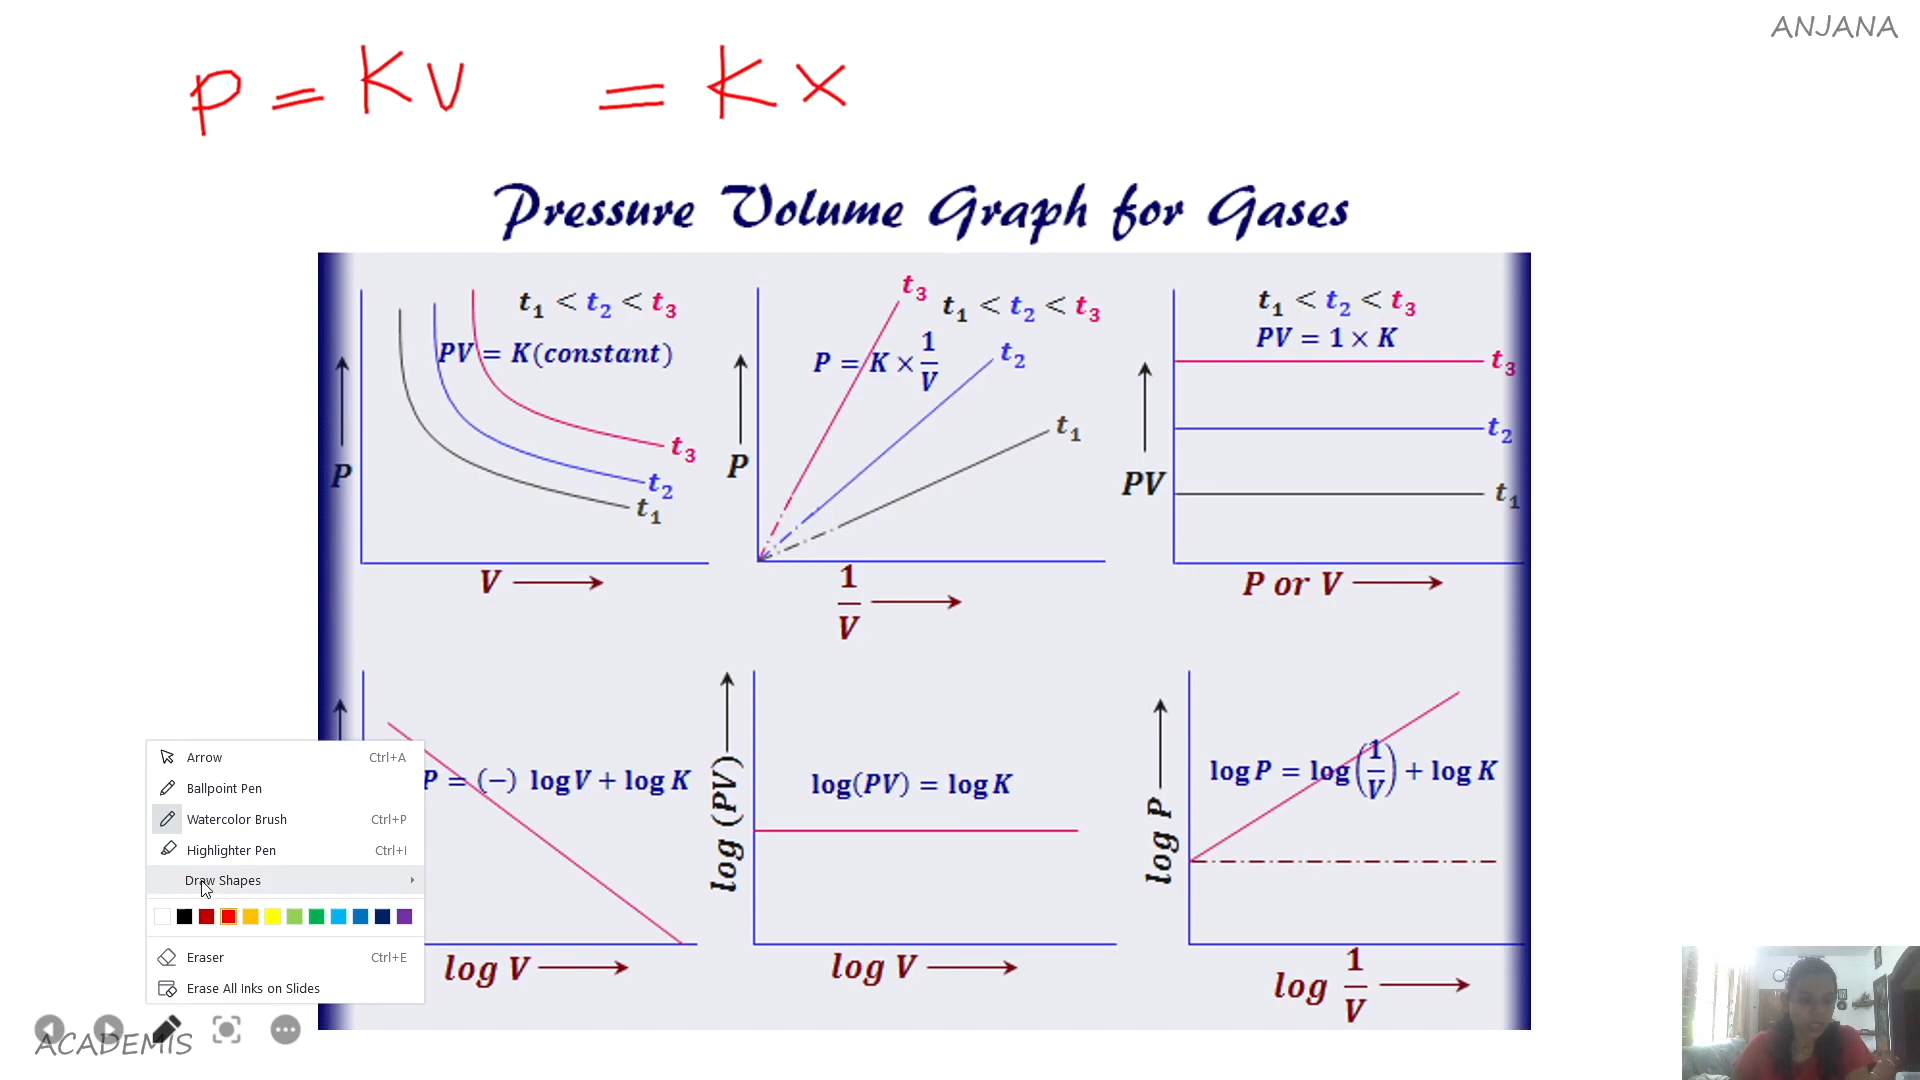 ANJANA
P = KV = K X
Pressure Volume Graph for Gases
t₁ < t₂ < t₃
PV = K(constant)
P
t₃
t₂
t₁
V
t₃
t₁ < t₂ < t₃
P = K × 1/V
t₂
t₁
P
1/V
t₁ < t₂ < t₃
PV = 1 × K
t₃
t₂
t₁
PV
P or V
P = (−) log V + log K
log V
log (PV)
log(PV) = log K
log V
log P
log P = log(1/V) + log K
log 1/V
Arrow Ctrl+A
Ballpoint Pen
Watercolor Brush Ctrl+P
Highlighter Pen Ctrl+I
Draw Shapes
Eraser Ctrl+E
Erase All Inks on Slides
ACADEMIS